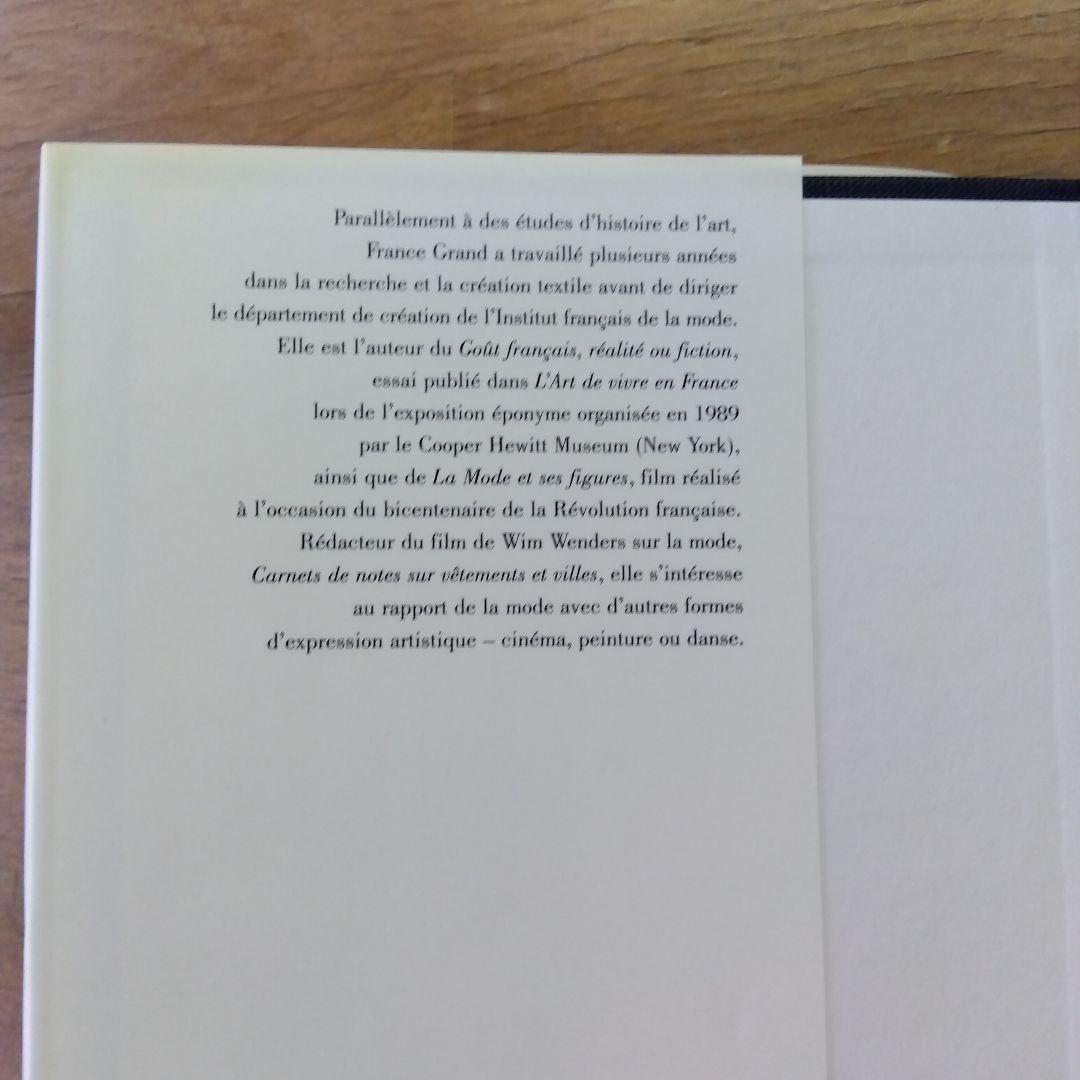 Parallèlement à des études d'histoire de l'art,
France Grand a travaillé plusieurs années
dans la recherche et la création textile avant de diriger
le département de création de l'Institut français de la mode.
Elle est l'auteur du Goût français, réalité ou fiction,
essai publié dans L'Art de vivre en France
lors de l'exposition éponyme organisée en 1989
par le Cooper Hewitt Museum (New York),
ainsi que de La Mode et ses figures, film réalisé
à l'occasion du bicentenaire de la Révolution française.
Rédacteur du film de Wim Wenders sur la mode,
Carnets de notes sur vêtements et villes, elle s'intéresse
au rapport de la mode avec d'autres formes
d'expression artistique – cinéma, peinture ou danse.